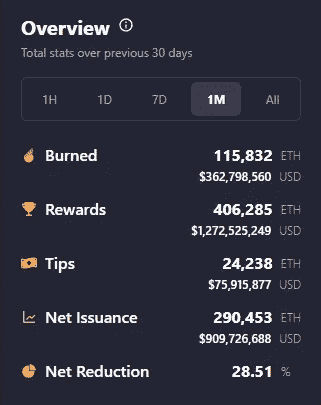 Overview
Total stats over previous 30 days
1H 1D 7D 1M All
Burned 115,832 ETH
$362,798,560 USD
Rewards 406,285 ETH
$1,272,525,249 USD
Tips 24,238 ETH
$75,915,877 USD
Net Issuance 290,453 ETH
$909,726,688 USD
Net Reduction 28.51 %